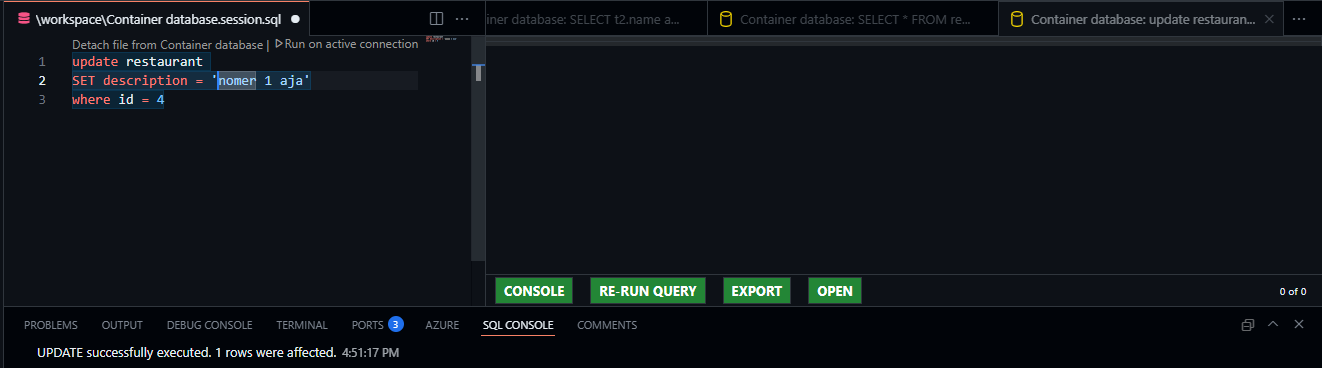 \workspace\Container database.session.sql
iner database: SELECT t2.name a...
Container database: SELECT * FROM re...
Container database: update restauran...
Detach file from Container database | Run on active connection
1 update restaurant
2 SET description = 'nomer 1 aja'
3 where id = 4
CONSOLE RE-RUN QUERY EXPORT OPEN 0 of 0
PROBLEMS OUTPUT DEBUG CONSOLE TERMINAL PORTS 3 AZURE SQL CONSOLE COMMENTS
UPDATE successfully executed. 1 rows were affected. 4:51:17 PM